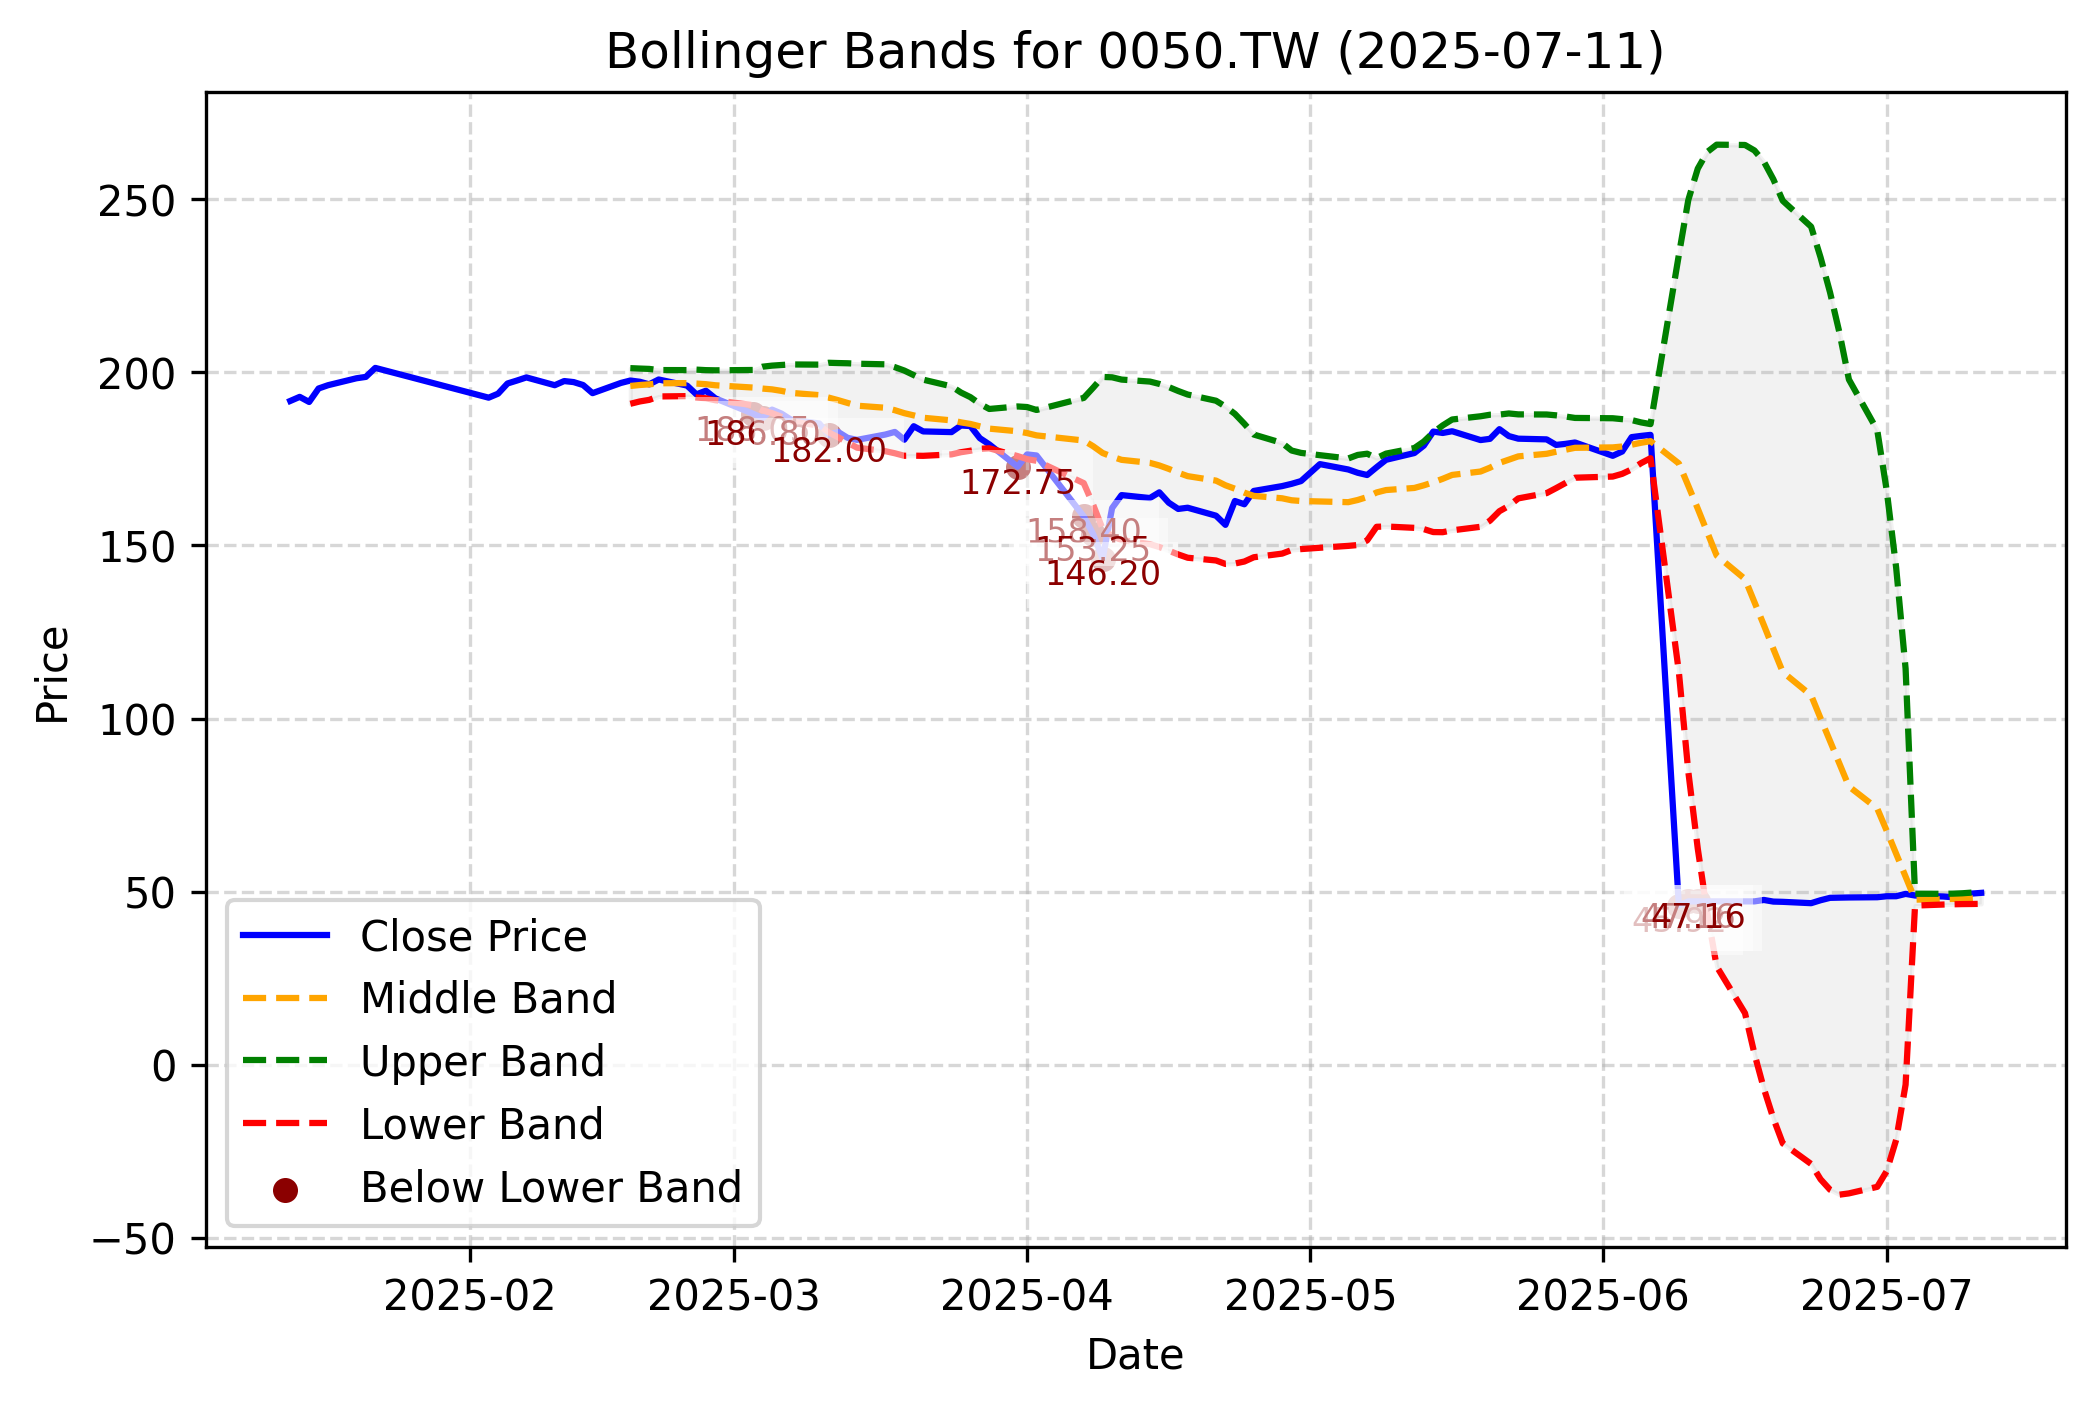 Bollinger Bands for 0050.TW (2025-07-11)
Price
250
200
150
100
50
0
−50
182.00
172.75
158.40
153.25
146.20
47.16
Close Price
Middle Band
Upper Band
Lower Band
Below Lower Band
2025-02
2025-03
2025-04
2025-05
2025-06
2025-07
Date